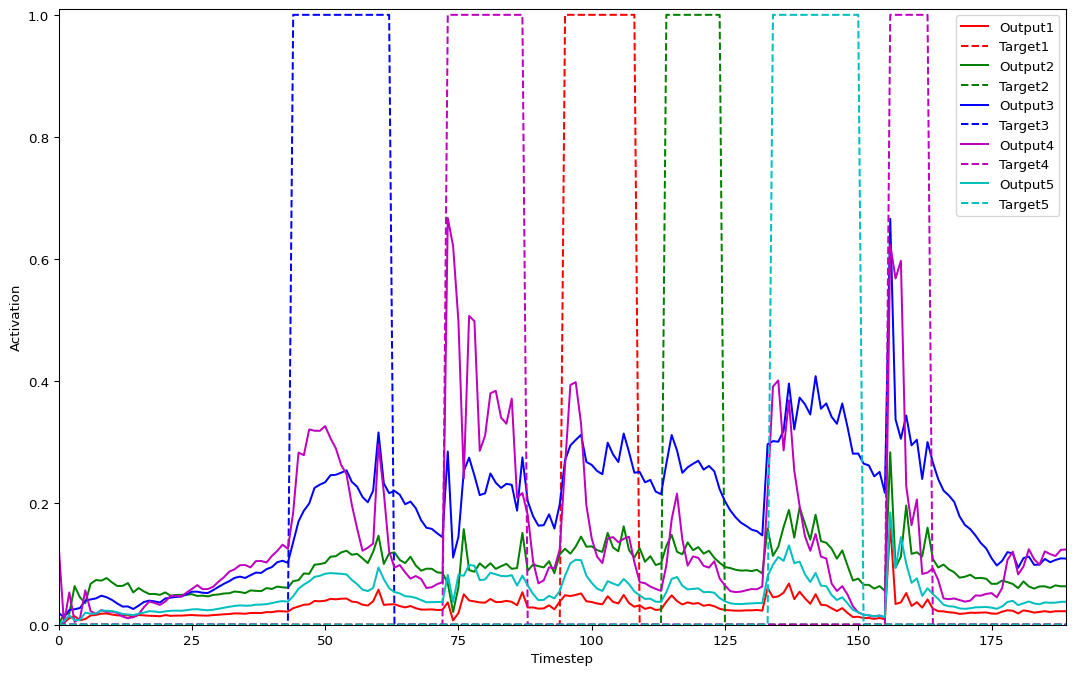 1.0
0.8
0.6
0.4
0.2
0.0
Activation
0
25
50
75
100
125
150
175
Timestep
Output1
Target1
Output2
Target2
Output3
Target3
Output4
Target4
Output5
Target5